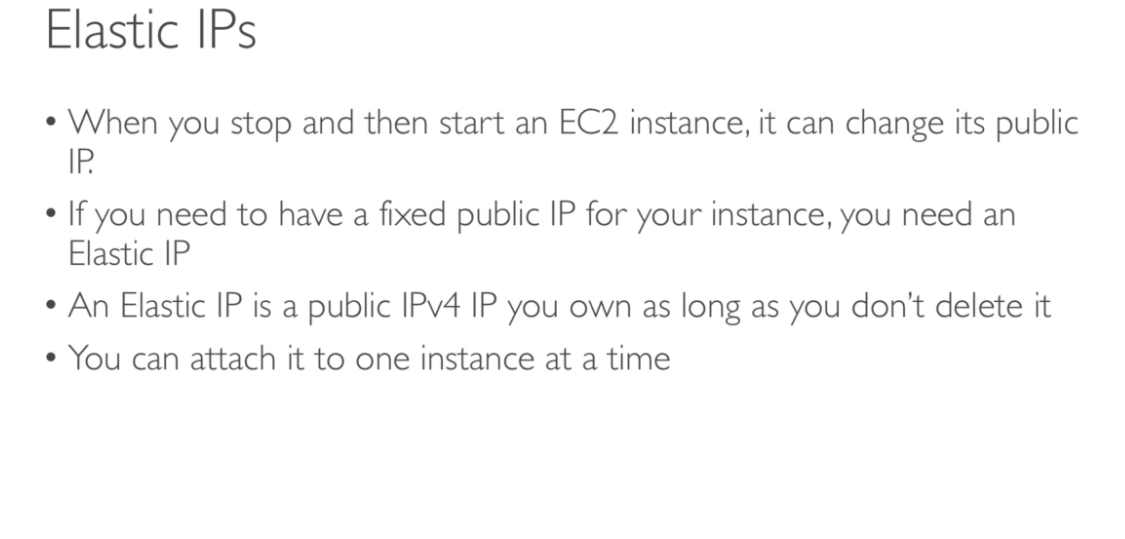 Elastic IPs
• When you stop and then start an EC2 instance, it can change its public
IP.
• If you need to have a fixed public IP for your instance, you need an
Elastic IP
• An Elastic IP is a public IPv4 IP you own as long as you don’t delete it
• You can attach it to one instance at a time